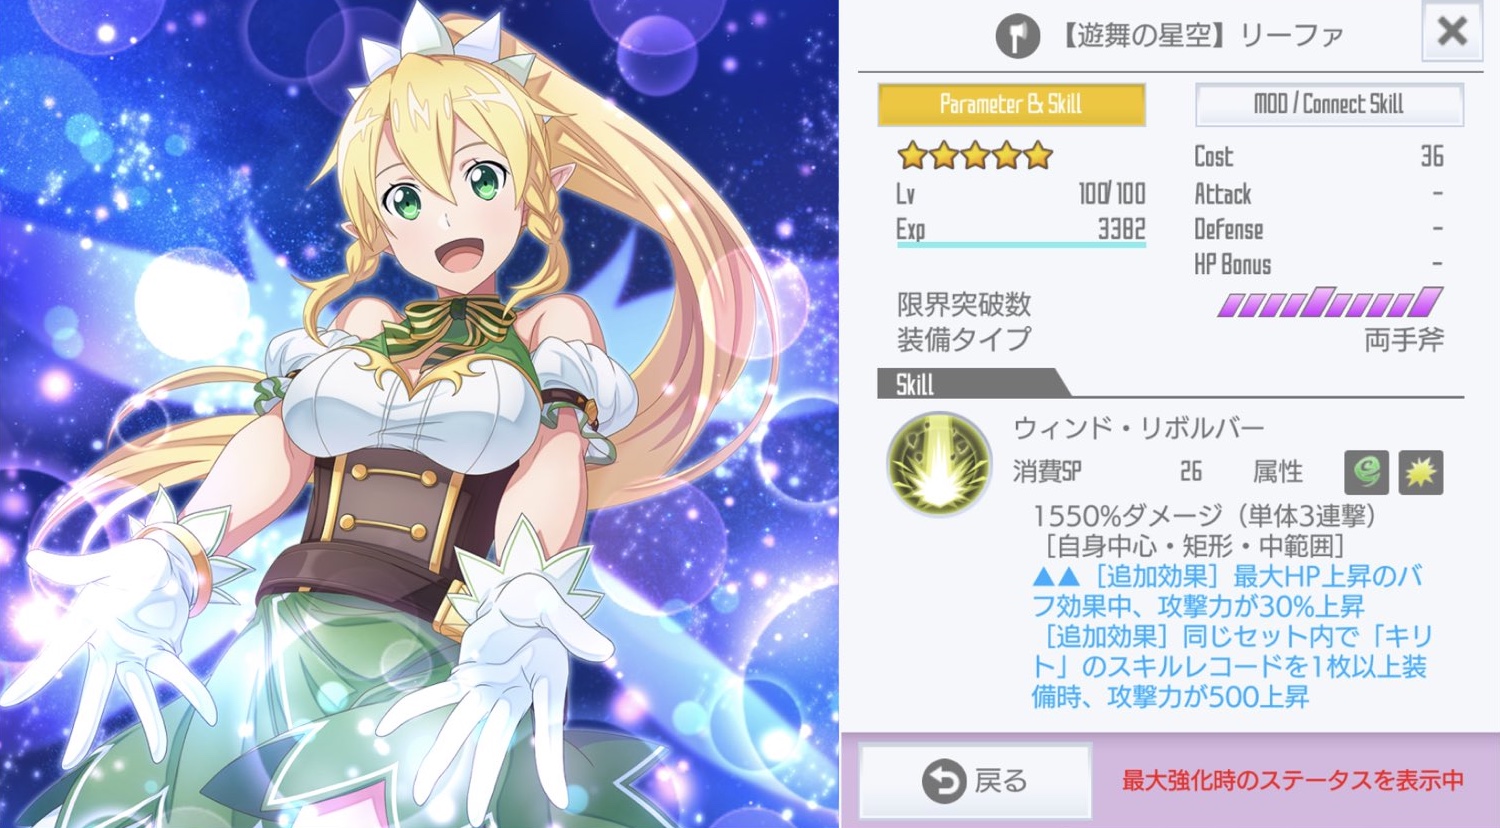 【遊舞の星空】リーファ
Parameter & Skill
MOD / Connect Skill
Lv 100/100
Exp 3382
Cost 36
Attack -
Defense -
HP Bonus -
限界突破数
装備タイプ 両手斧
Skill
ウィンド・リボルバー
消費SP 26 属性
1550%ダメージ（単体3連撃）
［自身中心・矩形・中範囲］
▲▲［追加効果］最大HP上昇のバ
フ効果中、攻撃力が30%上昇
［追加効果］同じセット内で「キリ
ト」のスキルレコードを1枚以上装
備時、攻撃力が500上昇
戻る
最大強化時のステータスを表示中